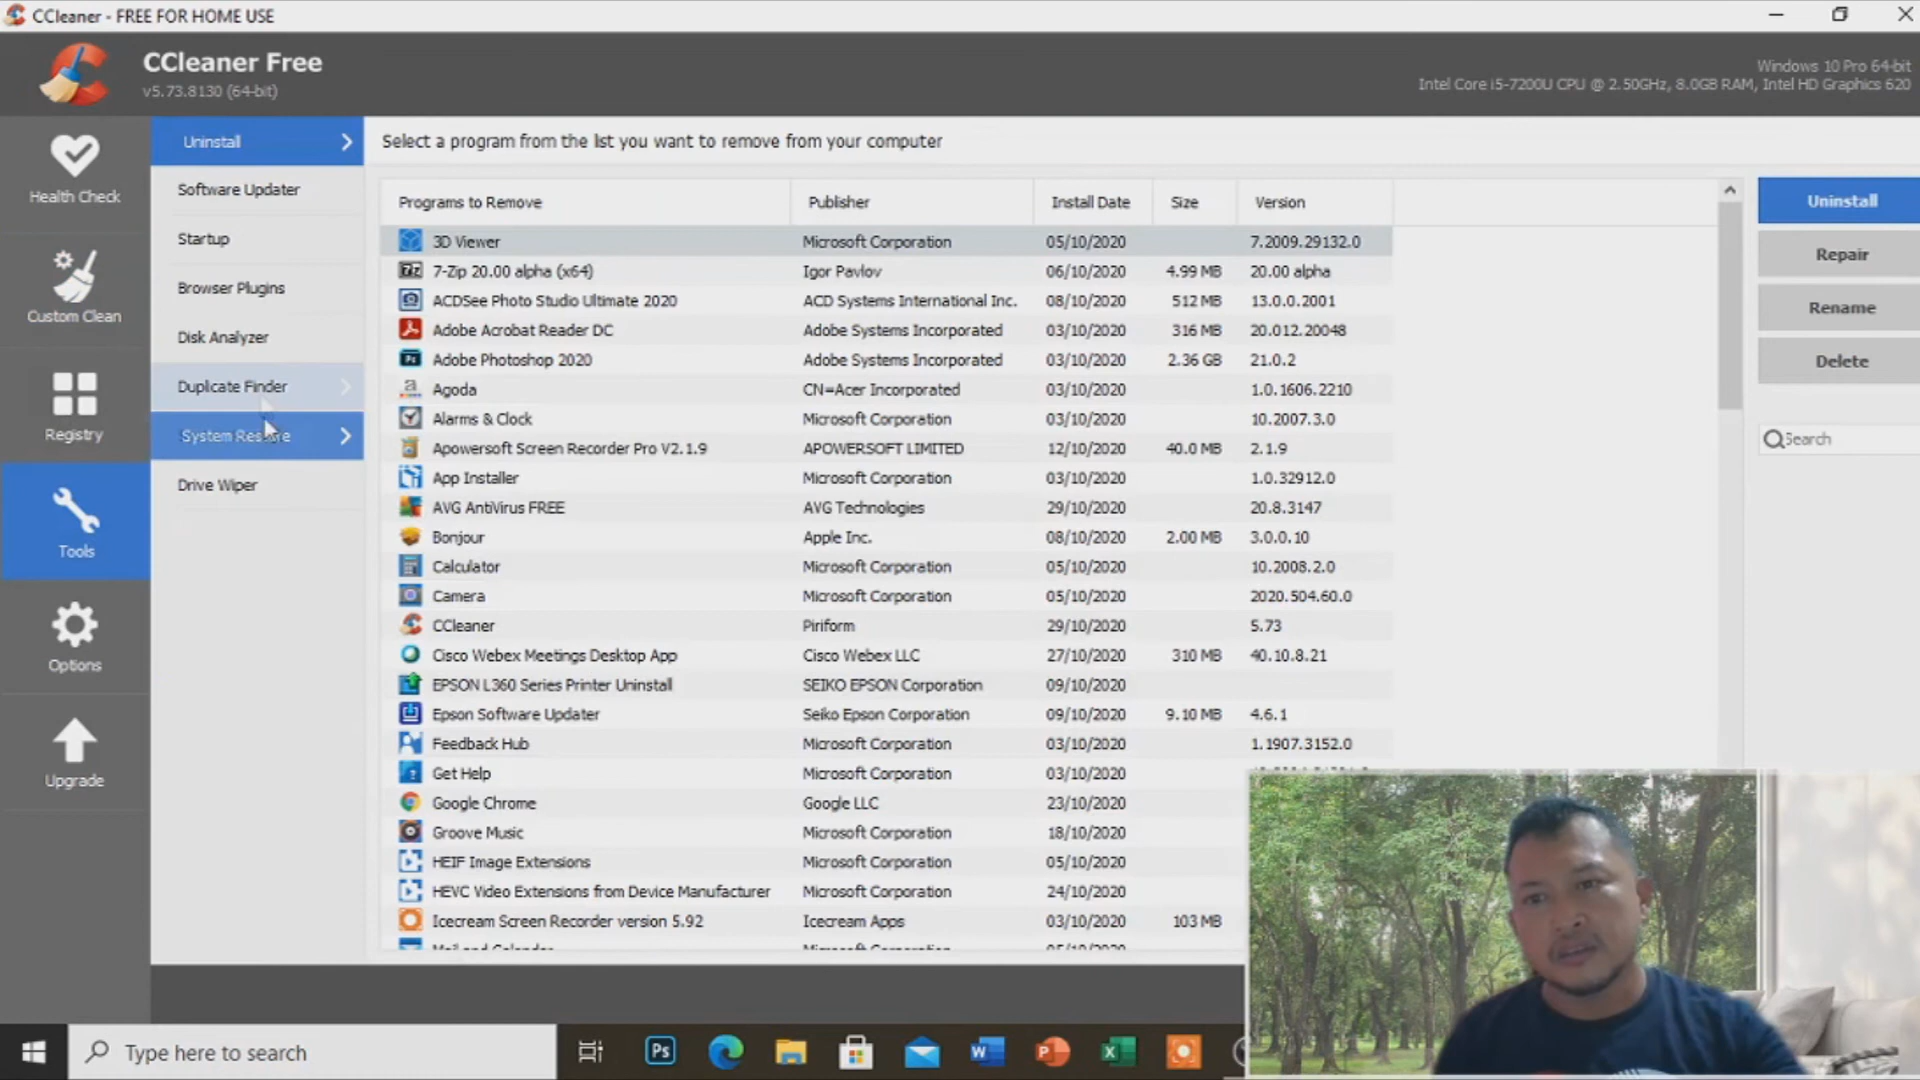 CCleaner - FREE FOR HOME USE
CCleaner Free
v5.73.8130 (64-bit)
Windows 10 Pro 64-bit
Intel Core i5-7200U CPU @ 2.50GHz, 8.0GB RAM, Intel HD Graphics 620
Health Check
Custom Clean
Registry
Tools
Options
Upgrade
Uninstall
Software Updater
Startup
Browser Plugins
Disk Analyzer
Duplicate Finder
System Restore
Drive Wiper
Select a program from the list you want to remove from your computer
Programs to Remove Publisher Install Date Size Version
3D Viewer Microsoft Corporation 05/10/2020 7.2009.29132.0
7-Zip 20.00 alpha (x64) Igor Pavlov 06/10/2020 4.99 MB 20.00 alpha
ACDSee Photo Studio Ultimate 2020 ACD Systems International Inc. 08/10/2020 512 MB 13.0.0.2001
Adobe Acrobat Reader DC Adobe Systems Incorporated 03/10/2020 316 MB 20.012.20048
Adobe Photoshop 2020 Adobe Systems Incorporated 03/10/2020 2.36 GB 21.0.2
Agoda CN=Acer Incorporated 03/10/2020 1.0.1606.2210
Alarms & Clock Microsoft Corporation 03/10/2020 10.2007.3.0
Apowersoft Screen Recorder Pro V2.1.9 APOWERSOFT LIMITED 12/10/2020 40.0 MB 2.1.9
App Installer Microsoft Corporation 03/10/2020 1.0.32912.0
AVG AntiVirus FREE AVG Technologies 29/10/2020 20.8.3147
Bonjour Apple Inc. 08/10/2020 2.00 MB 3.0.0.10
Calculator Microsoft Corporation 05/10/2020 10.2008.2.0
Camera Microsoft Corporation 05/10/2020 2020.504.60.0
CCleaner Piriform 29/10/2020 5.73
Cisco Webex Meetings Desktop App Cisco Webex LLC 27/10/2020 310 MB 40.10.8.21
EPSON L360 Series Printer Uninstall SEIKO EPSON Corporation 09/10/2020
Epson Software Updater Seiko Epson Corporation 09/10/2020 9.10 MB 4.6.1
Feedback Hub Microsoft Corporation 03/10/2020 1.1907.3152.0
Get Help Microsoft Corporation 03/10/2020
Google Chrome Google LLC 23/10/2020
Groove Music Microsoft Corporation 18/10/2020
HEIF Image Extensions Microsoft Corporation 05/10/2020
HEVC Video Extensions from Device Manufacturer Microsoft Corporation 24/10/2020
Icecream Screen Recorder version 5.92 Icecream Apps 03/10/2020 103 MB
Mail and Calendar Microsoft Corporation 05/10/2020
Uninstall
Repair
Rename
Delete
Search
Type here to search